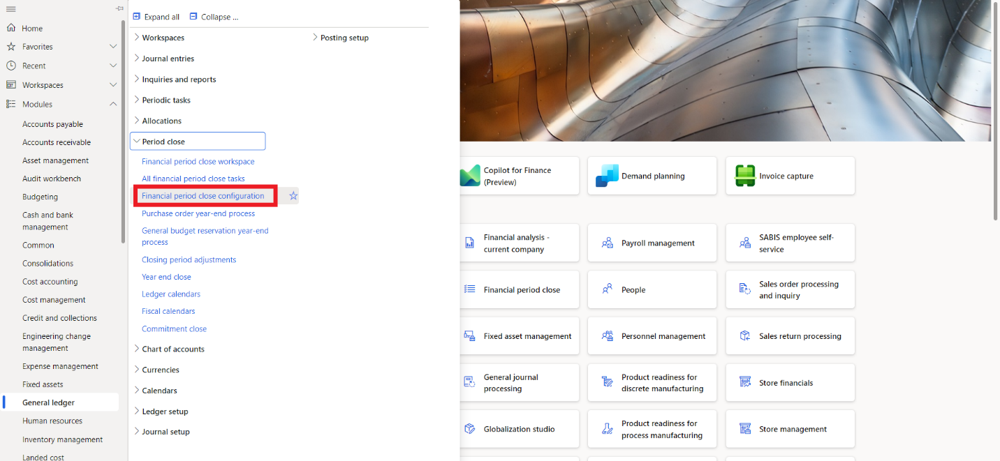 Expand all
Collapse ...
Home
Favorites
Recent
Workspaces
Modules
Accounts payable
Accounts receivable
Asset management
Audit workbench
Budgeting
Cash and bank
management
Common
Consolidations
Cost accounting
Cost management
Credit and collections
Engineering change
management
Expense management
Fixed assets
General ledger
Human resources
Inventory management
Landed cost
Workspaces
Journal entries
Inquiries and reports
Periodic tasks
Allocations
Period close
Financial period close workspace
All financial period close tasks
Financial period close configuration
Purchase order year-end process
General budget reservation year-end
process
Closing period adjustments
Year end close
Ledger calendars
Fiscal calendars
Commitment close
Chart of accounts
Currencies
Calendars
Ledger setup
Journal setup
Posting setup
Copilot for Finance
(Preview)
Demand planning
Invoice capture
Financial analysis -
current company
Payroll management
SABIS employee self-
service
Financial period close
People
Sales order processing
and inquiry
Fixed asset management
Personnel management
Sales return processing
General journal
processing
Product readiness for
discrete manufacturing
Store financials
Globalization studio
Product readiness for
process manufacturing
Store management